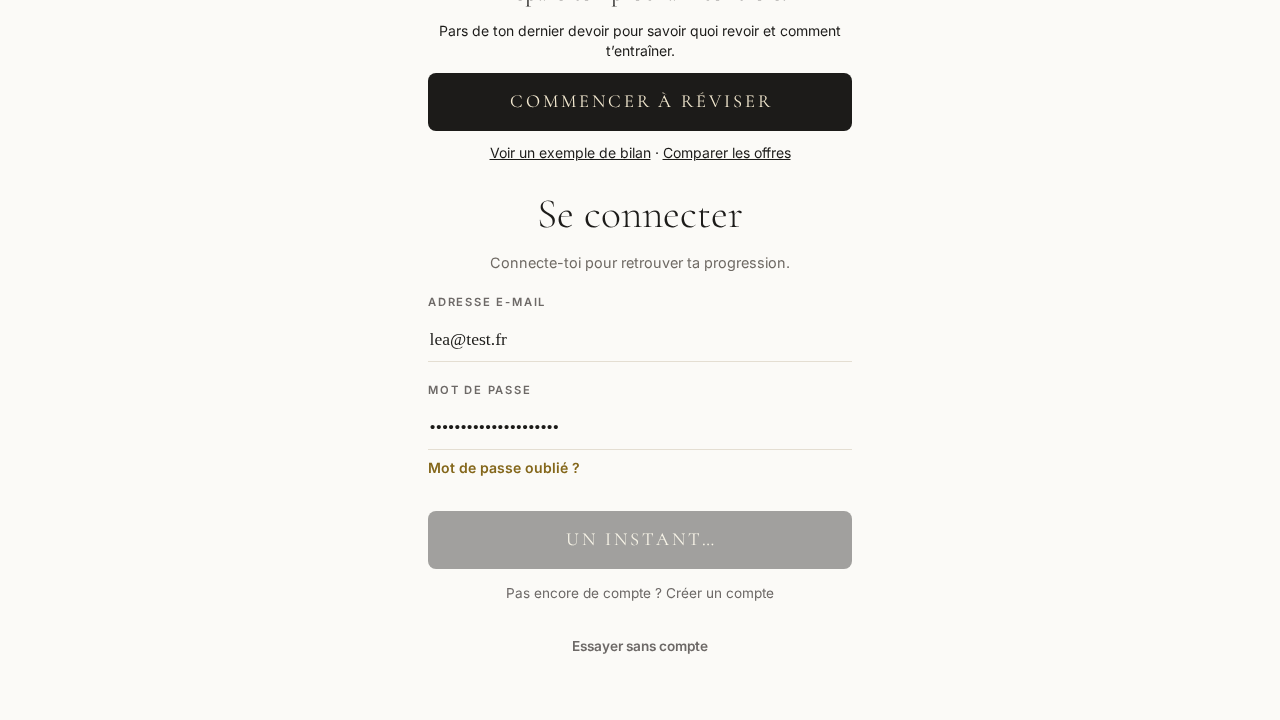 Pars de ton dernier devoir pour savoir quoi revoir et comment
t’entraîner.
COMMENCER À RÉVISER
Voir un exemple de bilan · Comparer les offres
Se connecter
Connecte-toi pour retrouver ta progression.
ADRESSE E-MAIL
lea@test.fr
MOT DE PASSE
•••••••••••••••••••••
Mot de passe oublié ?
UN INSTANT…
Pas encore de compte ? Créer un compte
Essayer sans compte